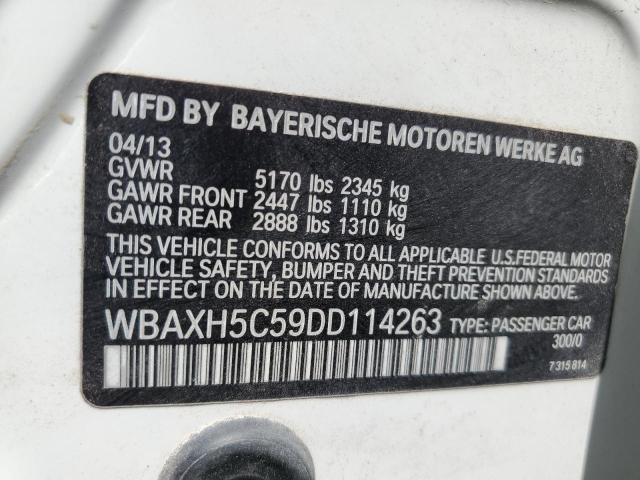 MFD BY BAYERISCHE MOTOREN WERKE AG
04/13
GVWR 5170 lbs 2345 kg
GAWR FRONT 2447 lbs 1110 kg
GAWR REAR 2888 lbs 1310 kg
THIS VEHICLE CONFORMS TO ALL APPLICABLE U.S.FEDERAL MOTOR
VEHICLE SAFETY, BUMPER AND THEFT PREVENTION STANDARDS
IN EFFECT ON THE DATE OF MANUFACTURE SHOWN ABOVE.
WBAXH5C59DD114263 TYPE: PASSENGER CAR
300/0
7 315 814